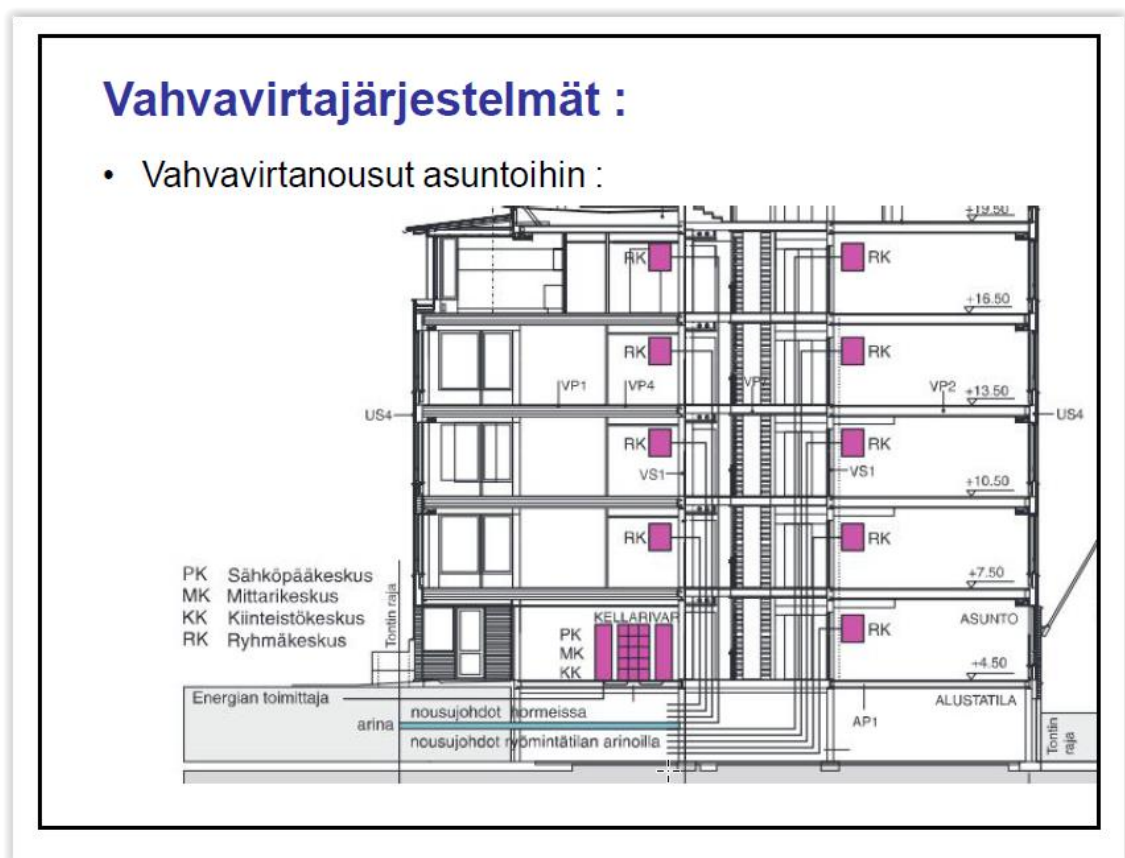 Vahvavirtajärjestelmät :
• Vahvavirtanousut asuntoihin :
+19.50
RK
RK
+16.50
RK
RK
VP1
VP4
VP2
+13.50
US4
US4
RK
RK
VS1
VS1
+10.50
RK
RK
+7.50
PK Sähköpääkeskus
MK Mittarikeskus
KK Kiinteistökeskus
RK Ryhmäkeskus
Tontin raja
KELLARIVAR
PK
MK
KK
RK
ASUNTO
+4.50
Energian toimittaja
ALUSTATILA
nousujohdot hormeissa
arina
AP1
nousujohdot ryömintätilan arinoilla
Tontin
raja